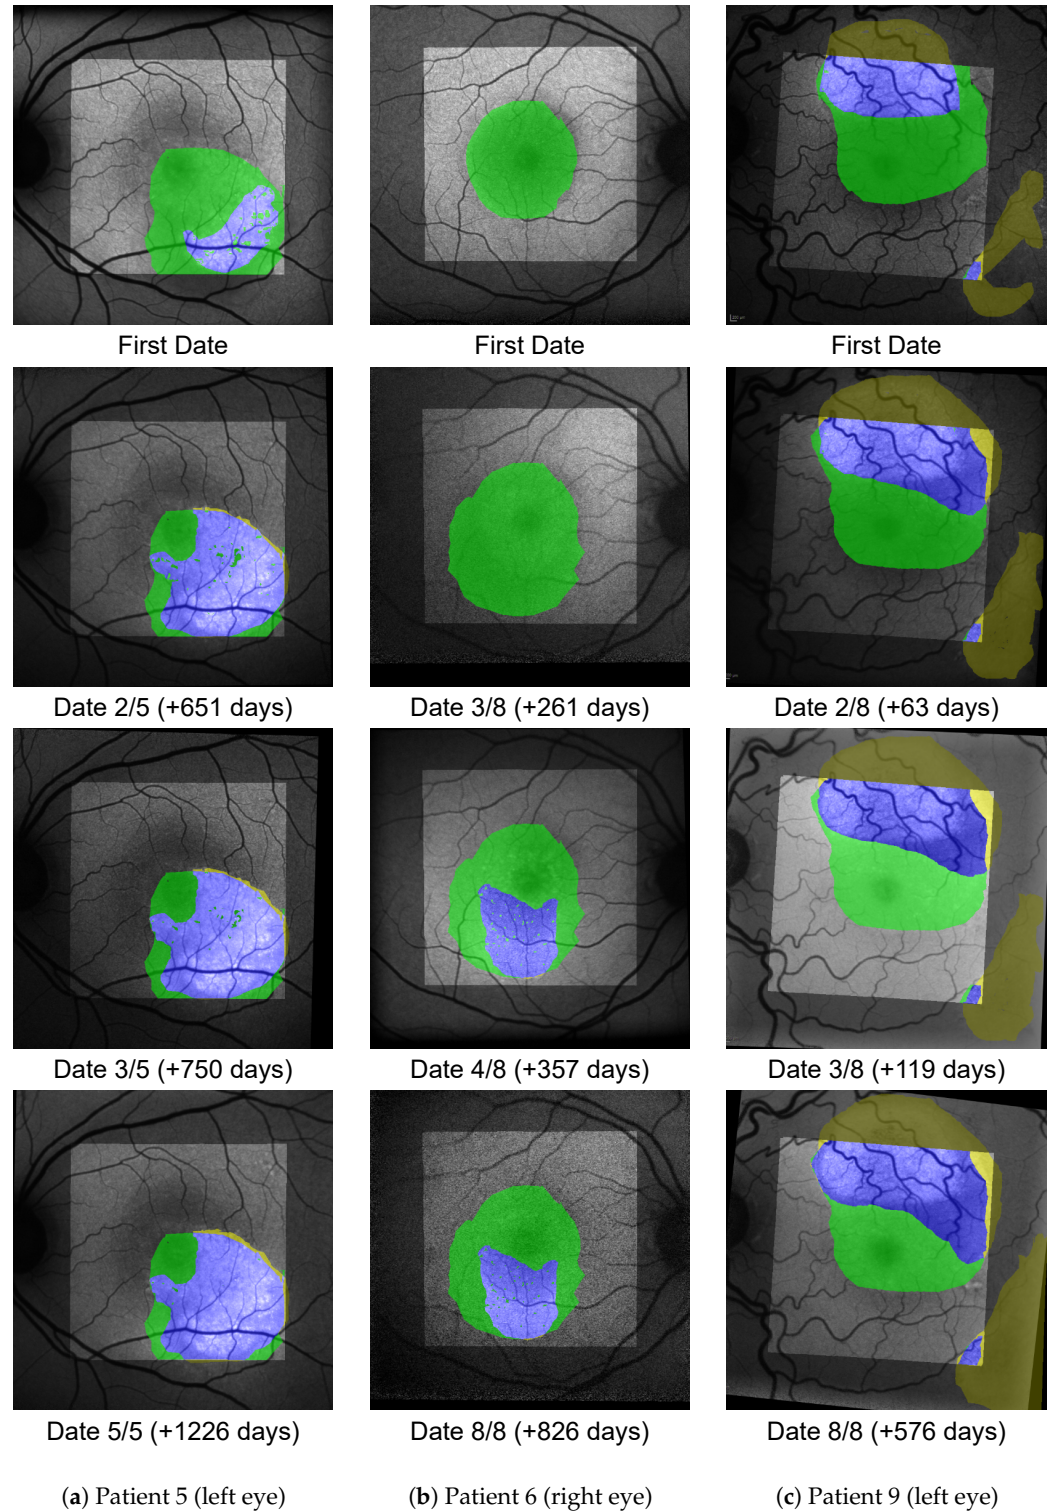 First Date First Date First Date
Date 2/5 (+651 days) Date 3/8 (+261 days) Date 2/8 (+63 days)
Date 3/5 (+750 days) Date 4/8 (+357 days) Date 3/8 (+119 days)
Date 5/5 (+1226 days) Date 8/8 (+826 days) Date 8/8 (+576 days)
(a) Patient 5 (left eye) (b) Patient 6 (right eye) (c) Patient 9 (left eye)